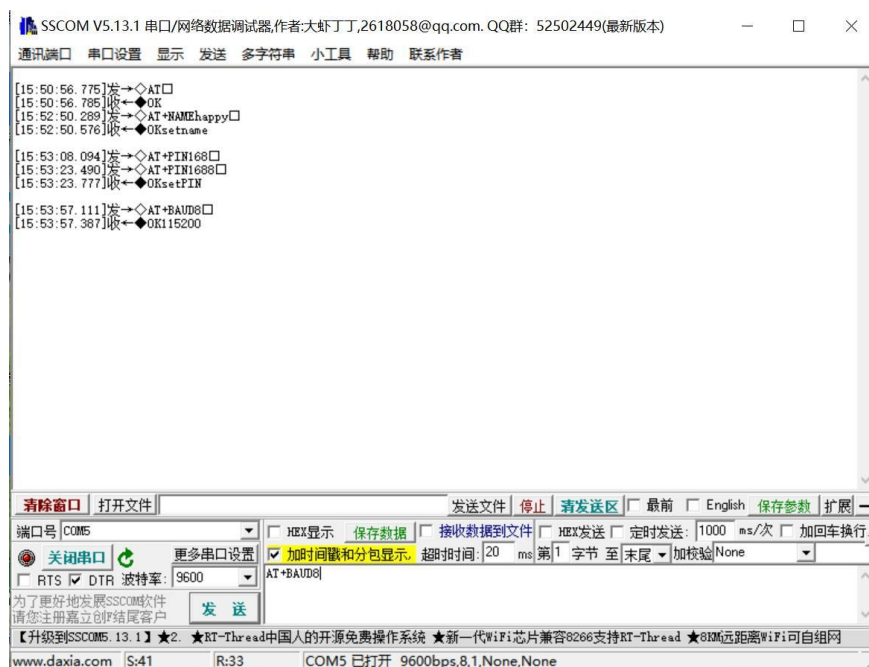 SSCOM V5.13.1 串口/网络数据调试器,作者:大虾丁丁,2618058@qq.com. QQ群：52502449(最新版本)
通讯端口 串口设置 显示 发送 多字符串 小工具 帮助 联系作者
[15:50:56.775]发→◇AT□
[15:50:56.785]收←◆OK
[15:52:50.289]发→◇AT+NAMEhappy□
[15:52:50.576]收←◆OKsetname
[15:53:08.094]发→◇AT+PIN168□
[15:53:23.490]发→◇AT+PIN1688□
[15:53:23.777]收←◆OKsetPIN
[15:53:57.111]发→◇AT+BAUD8□
[15:53:57.387]收←◆OK115200
清除窗口 打开文件 发送文件 停止 清发送区 最前 English 保存参数 扩展
端口号 COM5 HEX显示 保存数据 接收数据到文件 HEX发送 定时发送: 1000 ms/次 加回车换行
关闭串口 更多串口设置 加时间戳和分包显示, 超时时间: 20 ms 第1 字节 至 末尾 加校验 None
RTS DTR 波特率: 9600 AT+BAUD8
为了更好地发展SSCOM软件
请您注册嘉立创F结尾客户
发 送
【升级到SSCOM5.13.1】★2. ★RT-Thread中国人的开源免费操作系统 ★新一代WiFi芯片兼容8266支持RT-Thread ★8KM远距离WiFi可自组网
www.daxia.com S:41 R:33 COM5 已打开 9600bps,8,1,None,None